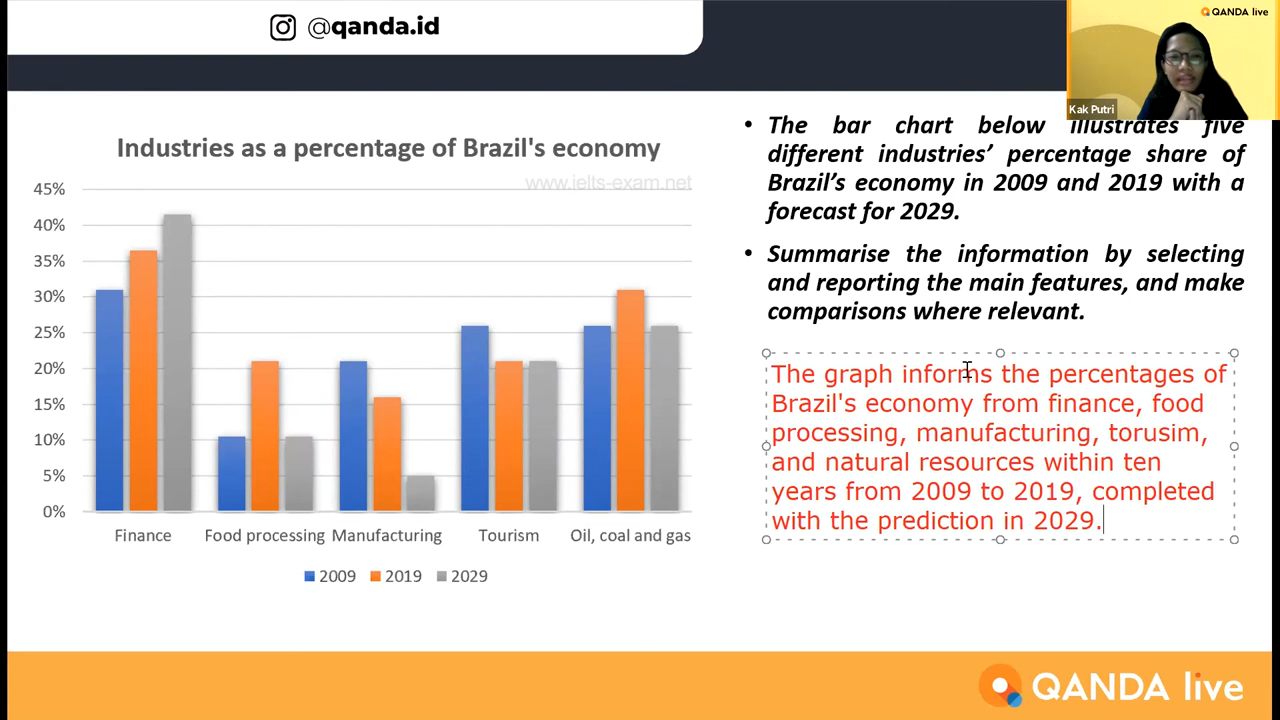 @qanda.id
QANDA live
Kak Putri
Industries as a percentage of Brazil's economy
www.ielts-exam.net
45%
40%
35%
30%
25%
20%
15%
10%
5%
0%
Finance
Food processing
Manufacturing
Tourism
Oil, coal and gas
2009
2019
2029
• The bar chart below illustrates five
different industries’ percentage share of
Brazil’s economy in 2009 and 2019 with a
forecast for 2029.
• Summarise the information by selecting
and reporting the main features, and make
comparisons where relevant.
The graph informs the percentages of
Brazil's economy from finance, food
processing, manufacturing, torusim,
and natural resources within ten
years from 2009 to 2019, completed
with the prediction in 2029.
QANDA live